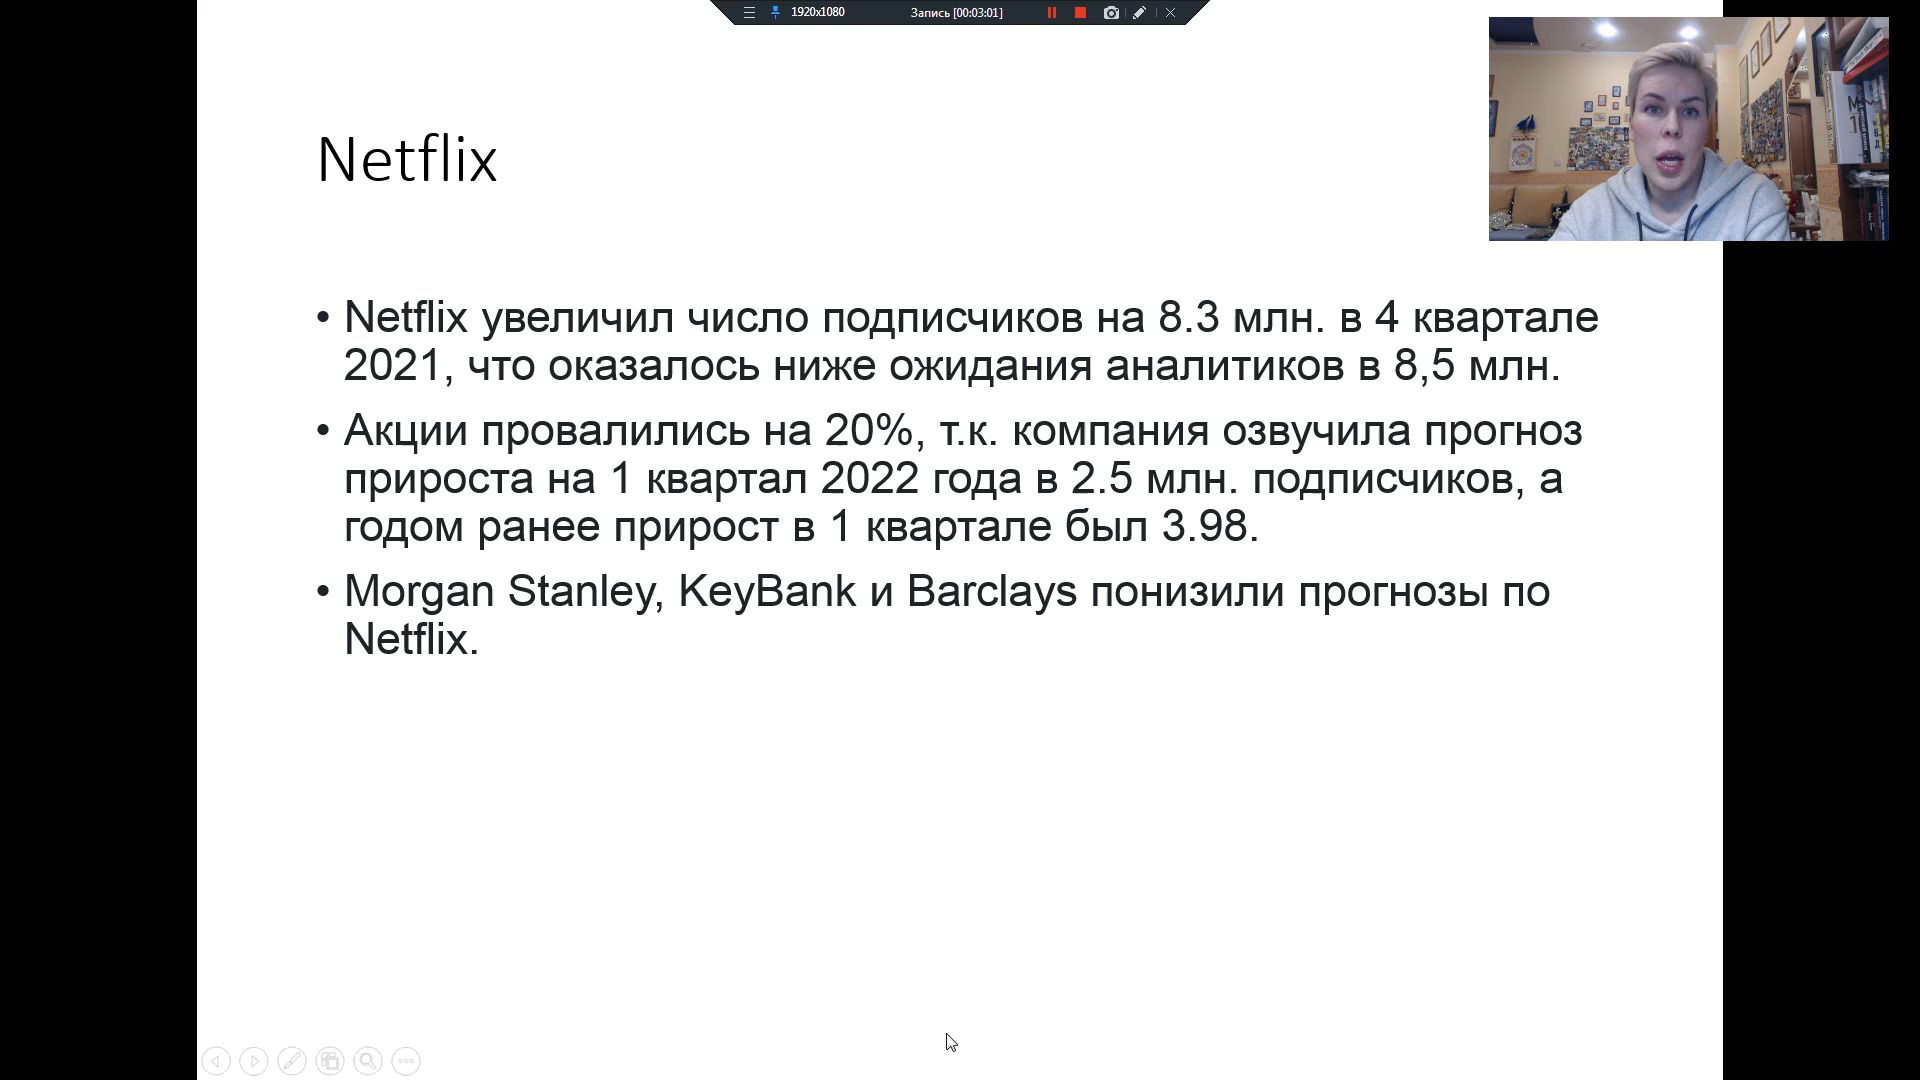 1920x1080 Запись [00:03:01]
Netflix
• Netflix увеличил число подписчиков на 8.3 млн. в 4 квартале
2021, что оказалось ниже ожидания аналитиков в 8,5 млн.
• Акции провалились на 20%, т.к. компания озвучила прогноз
прироста на 1 квартал 2022 года в 2.5 млн. подписчиков, а
годом ранее прирост в 1 квартале был 3.98.
• Morgan Stanley, KeyBank и Barclays понизили прогнозы по
Netflix.